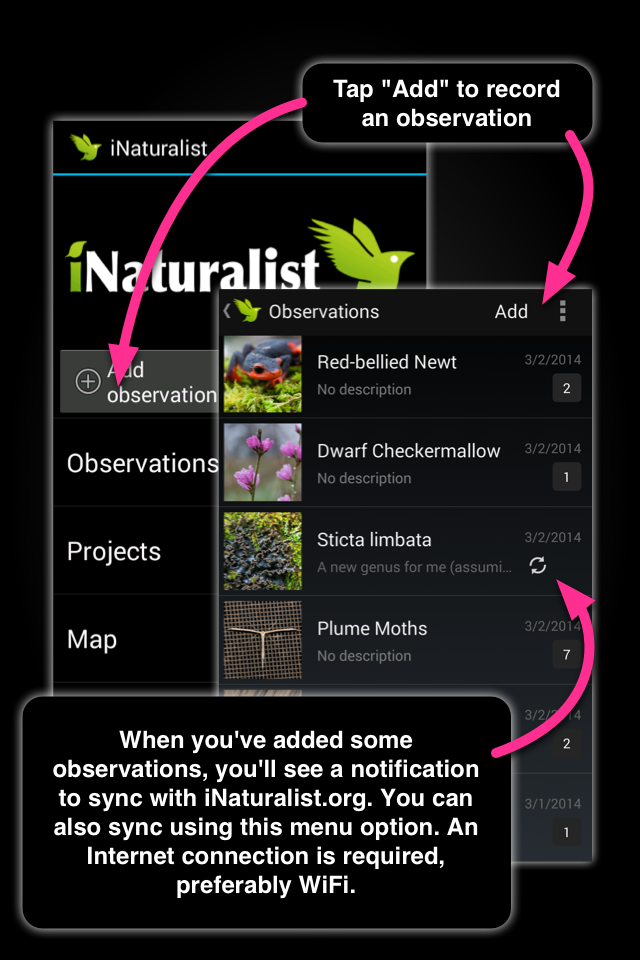 Tap "Add" to record
an observation
iNaturalist
iNaturalist
Add
observation
Observations
Projects
Map
Observations
Add
Red-bellied Newt
3/2/2014
No description
2
Dwarf Checkermallow
3/2/2014
No description
1
Sticta limbata
3/2/2014
A new genus for me (assumi...
Plume Moths
3/2/2014
No description
7
3/2/2014
2
3/1/2014
1
When you've added some
observations, you'll see a notification
to sync with iNaturalist.org. You can
also sync using this menu option. An
Internet connection is required,
preferably WiFi.